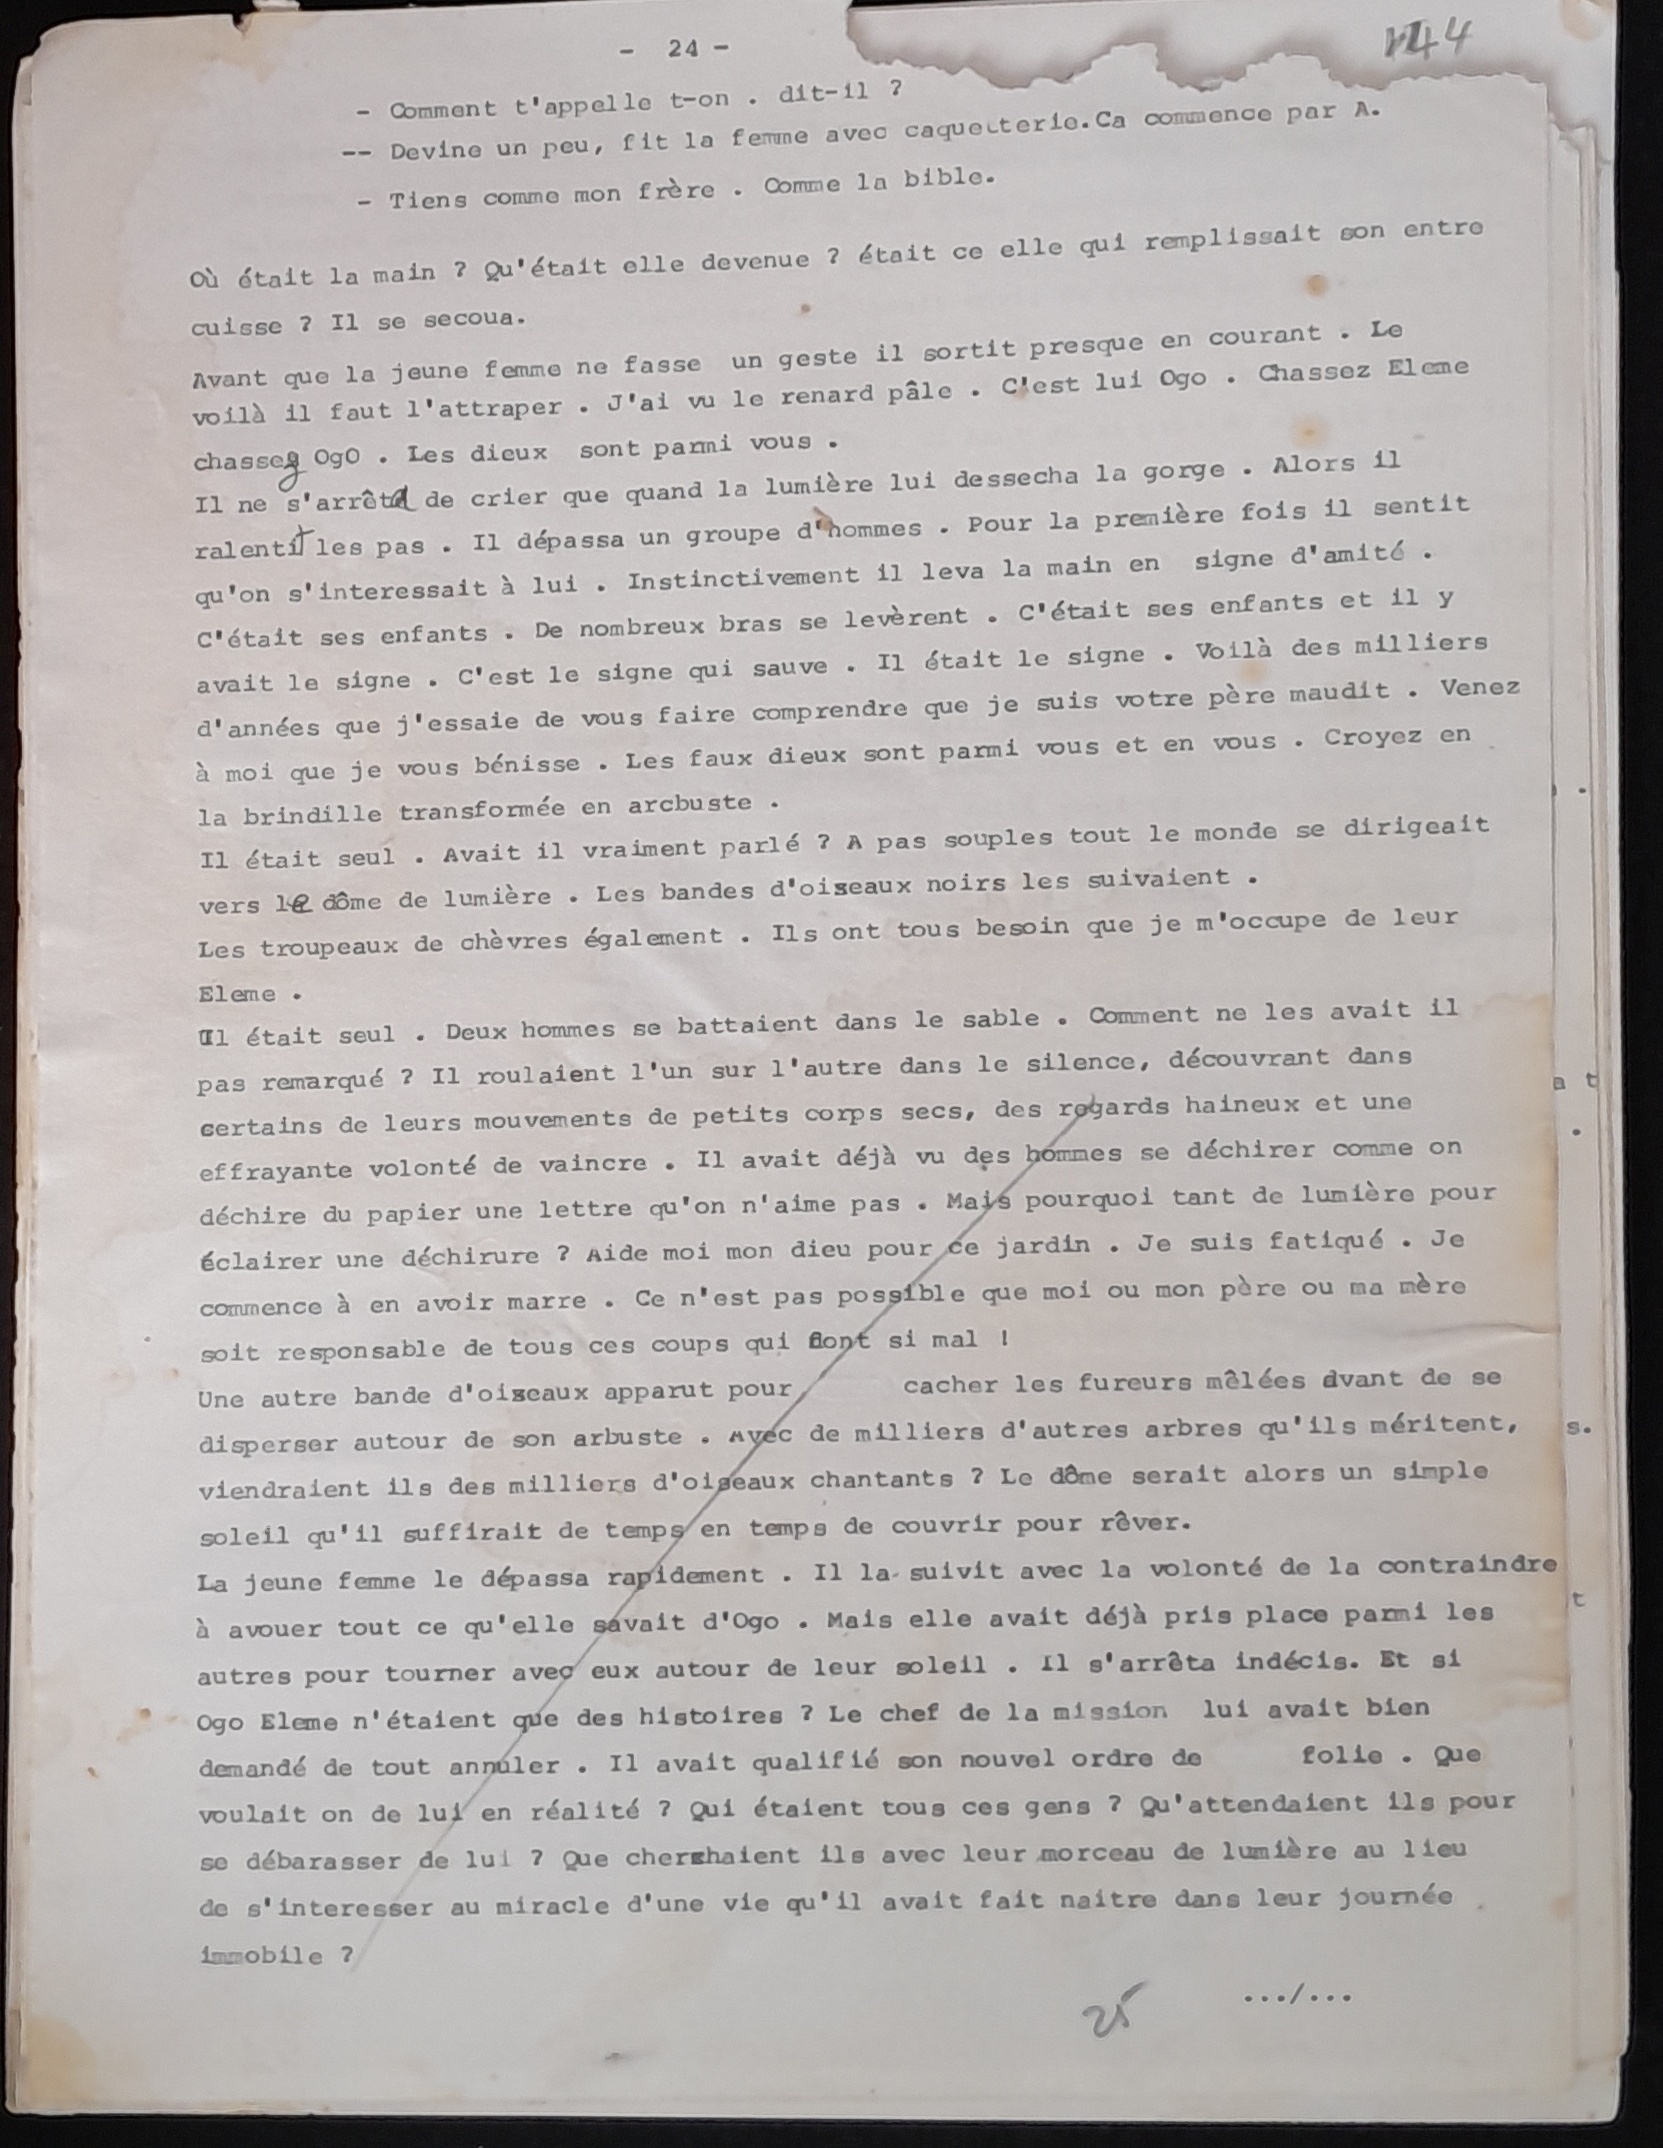 - 24 -
144
- Comment t'appelle t-on . dit-il ?
-- Devine un peu, fit la femme avec caquetterie.Ca commence par A.
- Tiens comme mon frère . Comme la bible.
Où était la main ? Qu'était elle devenue ? était ce elle qui remplissait son entre
cuisse ? Il se secoua.
Avant que la jeune femme ne fasse un geste il sortit presque en courant . Le
voilà il faut l'attraper . J'ai vu le renard pâle . C'est lui Ogo . Chassez Eleme
chassez OgO . Les dieux sont parmi vous .
Il ne s'arrêta de crier que quand la lumière lui dessecha la gorge . Alors il
ralentit les pas . Il dépassa un groupe d'hommes . Pour la première fois il sentit
qu'on s'interessait à lui . Instinctivement il leva la main en signe d'amité .
C'était ses enfants . De nombreux bras se levèrent . C'était ses enfants et il y
avait le signe . C'est le signe qui sauve . Il était le signe . Voilà des milliers
d'années que j'essaie de vous faire comprendre que je suis votre père maudit . Venez
à moi que je vous bénisse . Les faux dieux sont parmi vous et en vous . Croyez en
la brindille transformée en arcbuste .
Il était seul . Avait il vraiment parlé ? A pas souples tout le monde se dirigeait
vers le dôme de lumière . Les bandes d'oiseaux noirs les suivaient .
Les troupeaux de chèvres également . Ils ont tous besoin que je m'occupe de leur
Eleme .
Il était seul . Deux hommes se battaient dans le sable . Comment ne les avait il
pas remarqué ? Il roulaient l'un sur l'autre dans le silence, découvrant dans
certains de leurs mouvements de petits corps secs, des regards haineux et une
effrayante volonté de vaincre . Il avait déjà vu des hommes se déchirer comme on
déchire du papier une lettre qu'on n'aime pas . Mais pourquoi tant de lumière pour
éclairer une déchirure ? Aide moi mon dieu pour ce jardin . Je suis fatiqué . Je
commence à en avoir marre . Ce n'est pas possible que moi ou mon père ou ma mère
soit responsable de tous ces coups qui font si mal !
Une autre bande d'oiseaux apparut pour cacher les fureurs mêlées avant de se
disperser autour de son arbuste . Avec de milliers d'autres arbres qu'ils méritent,
viendraient ils des milliers d'oiseaux chantants ? Le dôme serait alors un simple
soleil qu'il suffirait de temps en temps de couvrir pour rêver.
La jeune femme le dépassa rapidement . Il la suivit avec la volonté de la contraindre
à avouer tout ce qu'elle savait d'Ogo . Mais elle avait déjà pris place parmi les
autres pour tourner avec eux autour de leur soleil . Il s'arrêta indécis. Et si
Ogo Eleme n'étaient que des histoires ? Le chef de la mission lui avait bien
demandé de tout annuler . Il avait qualifié son nouvel ordre de folie . Que
voulait on de lui en réalité ? Qui étaient tous ces gens ? Qu'attendaient ils pour
se débarasser de lui ? Que cherchaient ils avec leur morceau de lumière au lieu
de s'interesser au miracle d'une vie qu'il avait fait naitre dans leur journée
immobile ?
.../...
25